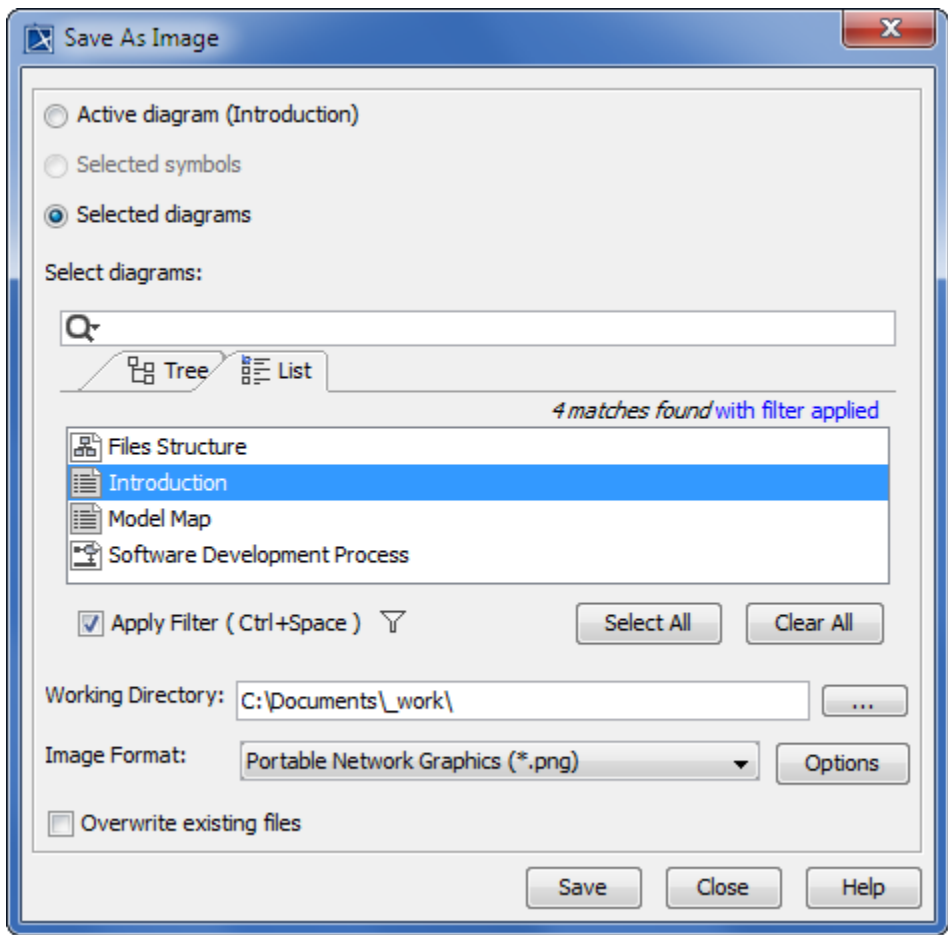 Save As Image
Active diagram (Introduction)
Selected symbols
Selected diagrams
Select diagrams:
Tree List
4 matches found with filter applied
Files Structure
Introduction
Model Map
Software Development Process
Apply Filter ( Ctrl+Space ) Select All Clear All
Working Directory: C:\Documents\_work\ ...
Image Format: Portable Network Graphics (*.png) Options
Overwrite existing files
Save Close Help